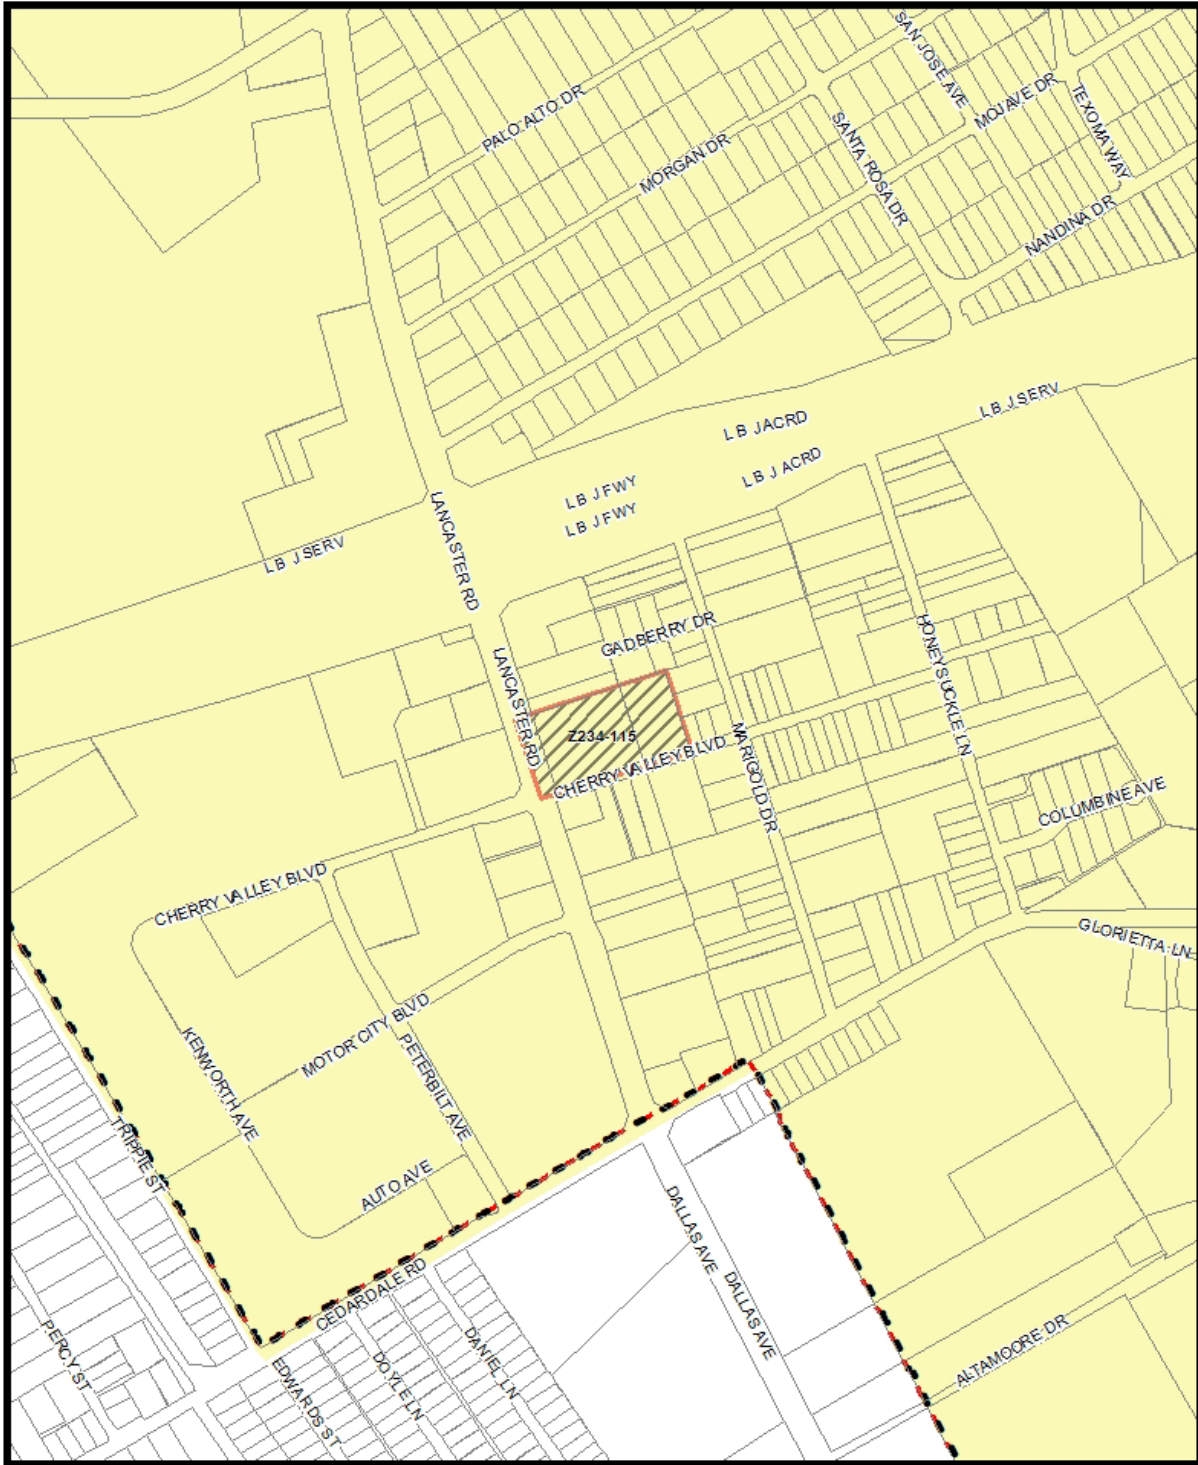 SAN JOSE AVE
PALO ALTO DR
MOJAVE DR
TEXOMA WAY
MORGAN DR
SANTA ROSA DR
NANDINA DR
L B J SERV
L B J ACRD
L B J ACRD
L B J FWY
L B J FWY
LANCASTER RD
L B J SERV
GADBERRY DR
HONEYSUCKLE LN
LANCASTER RD
Z234-115
MARIGOLD DR
CHERRY VALLEY BLVD
COLUMBINE AVE
CHERRY VALLEY BLVD
GLORIETTA LN
MOTOR CITY BLVD
KENWORTH AVE
PETERBILT AVE
TRIPPIE ST
AUTO AVE
DALLAS AVE
CEDARDALE RD
DALLAS AVE
PERCY ST
EDWARDS ST
DOYLE LN
DANIEL LN
ALTAMOORE DR